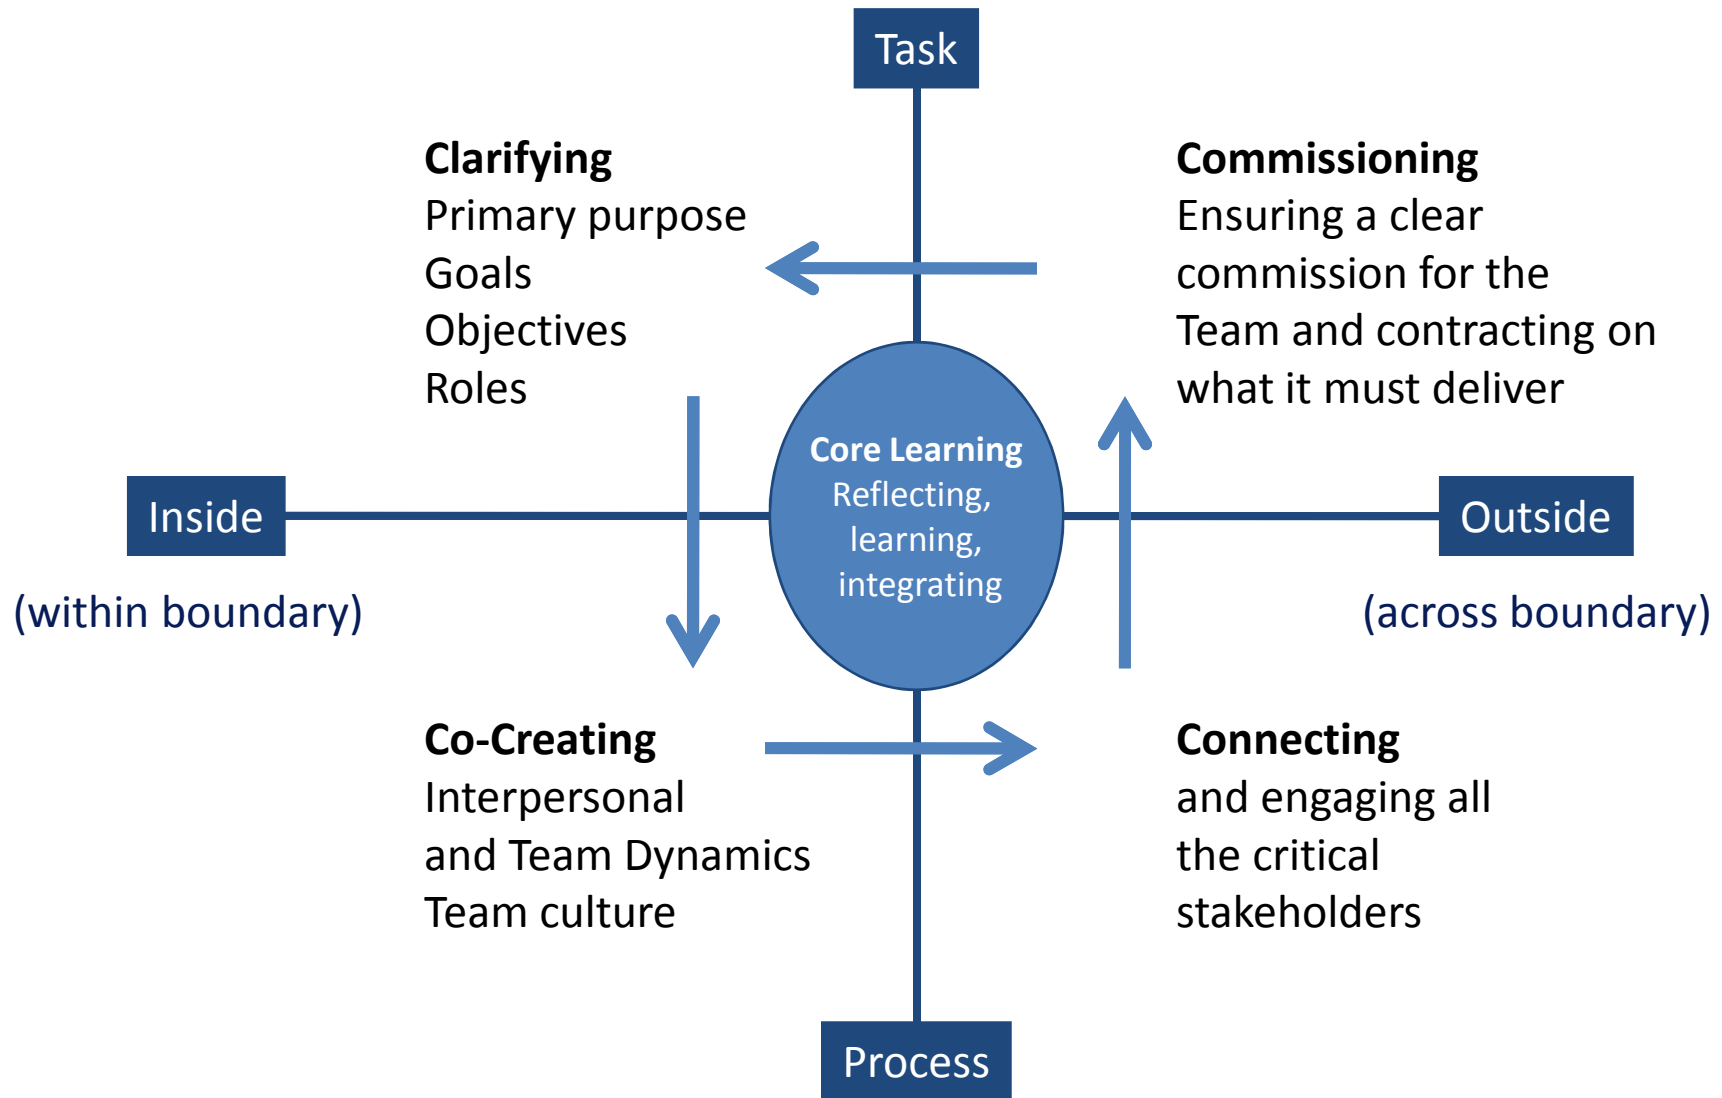 Task
Clarifying
Primary purpose
Goals
Objectives
Roles
Commissioning
Ensuring a clear
commission for the
Team and contracting on
what it must deliver
Core Learning
Reflecting,
learning,
integrating
Inside
(within boundary)
Outside
(across boundary)
Co-Creating
Interpersonal
and Team Dynamics
Team culture
Connecting
and engaging all
the critical
stakeholders
Process